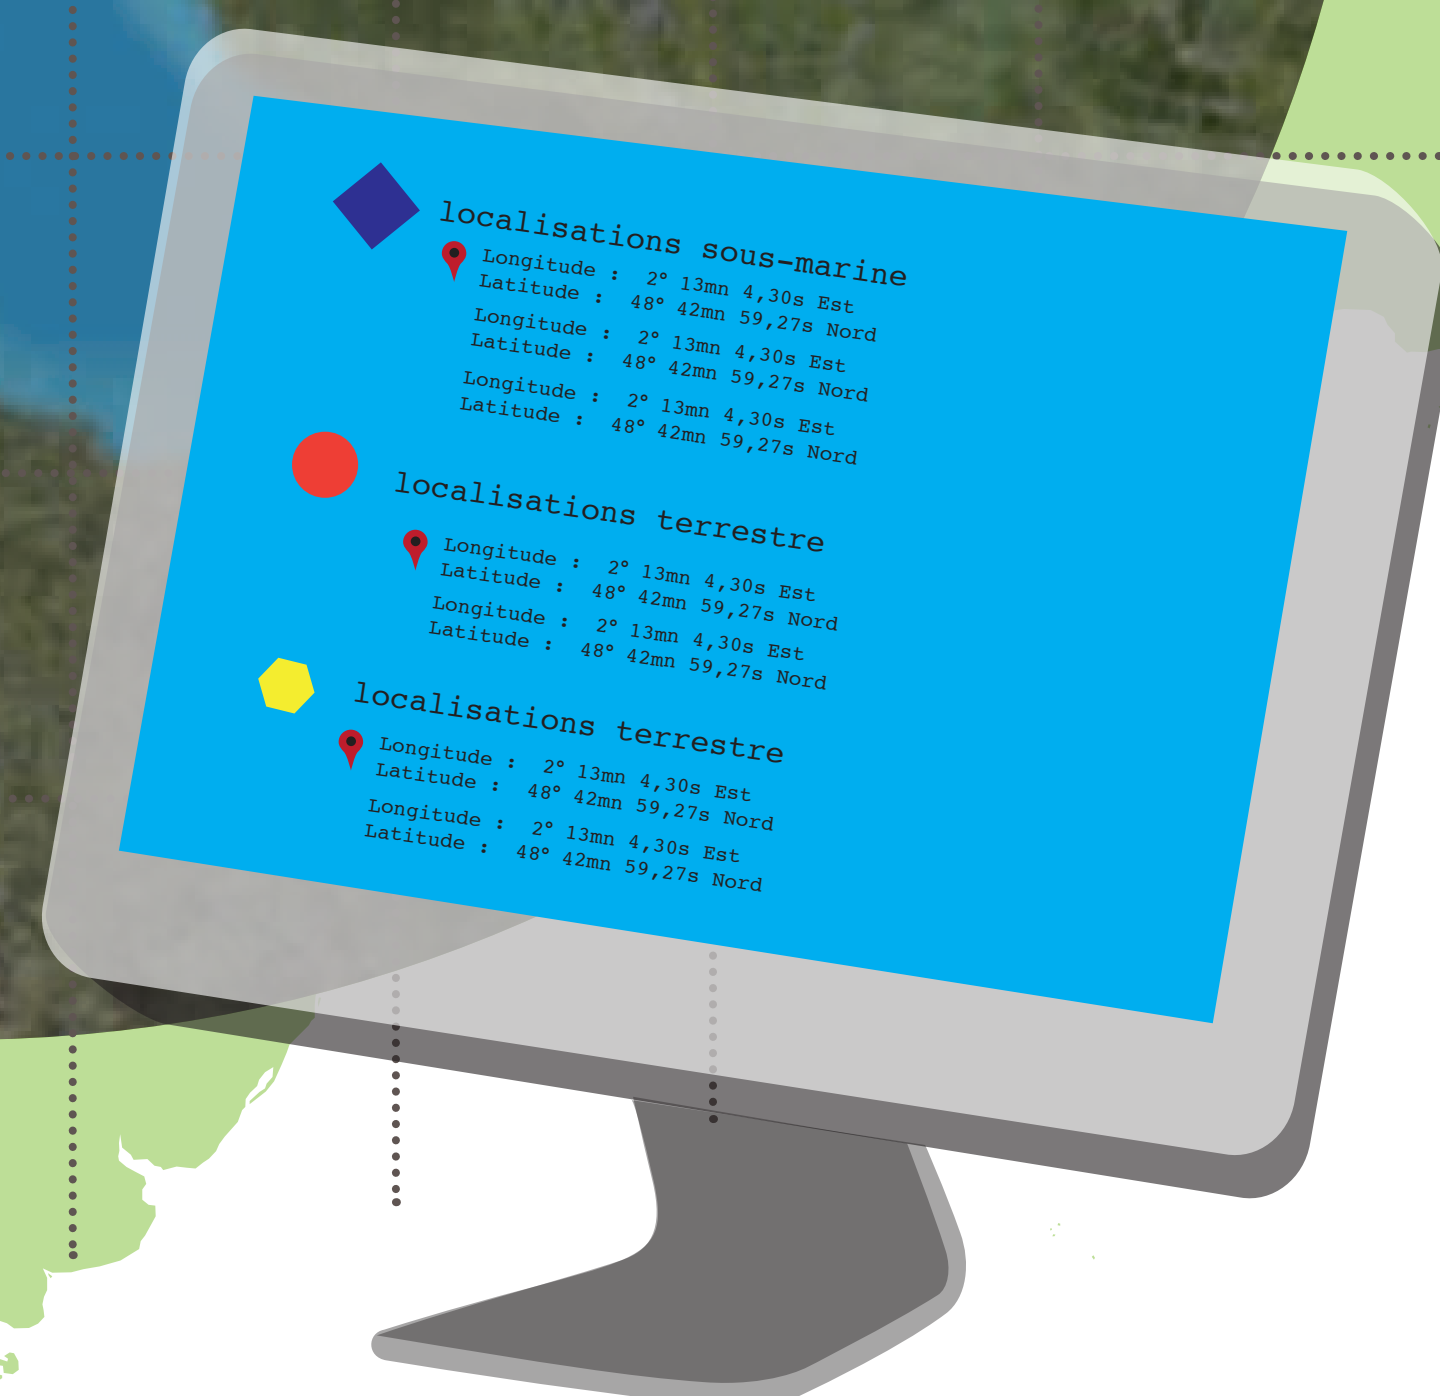 localisations sous-marine
Longitude : 2° 13mn 4,30s Est
Latitude : 48° 42mn 59,27s Nord
Longitude : 2° 13mn 4,30s Est
Latitude : 48° 42mn 59,27s Nord
Longitude : 2° 13mn 4,30s Est
Latitude : 48° 42mn 59,27s Nord
localisations terrestre
Longitude : 2° 13mn 4,30s Est
Latitude : 48° 42mn 59,27s Nord
Longitude : 2° 13mn 4,30s Est
Latitude : 48° 42mn 59,27s Nord
localisations terrestre
Longitude : 2° 13mn 4,30s Est
Latitude : 48° 42mn 59,27s Nord
Longitude : 2° 13mn 4,30s Est
Latitude : 48° 42mn 59,27s Nord